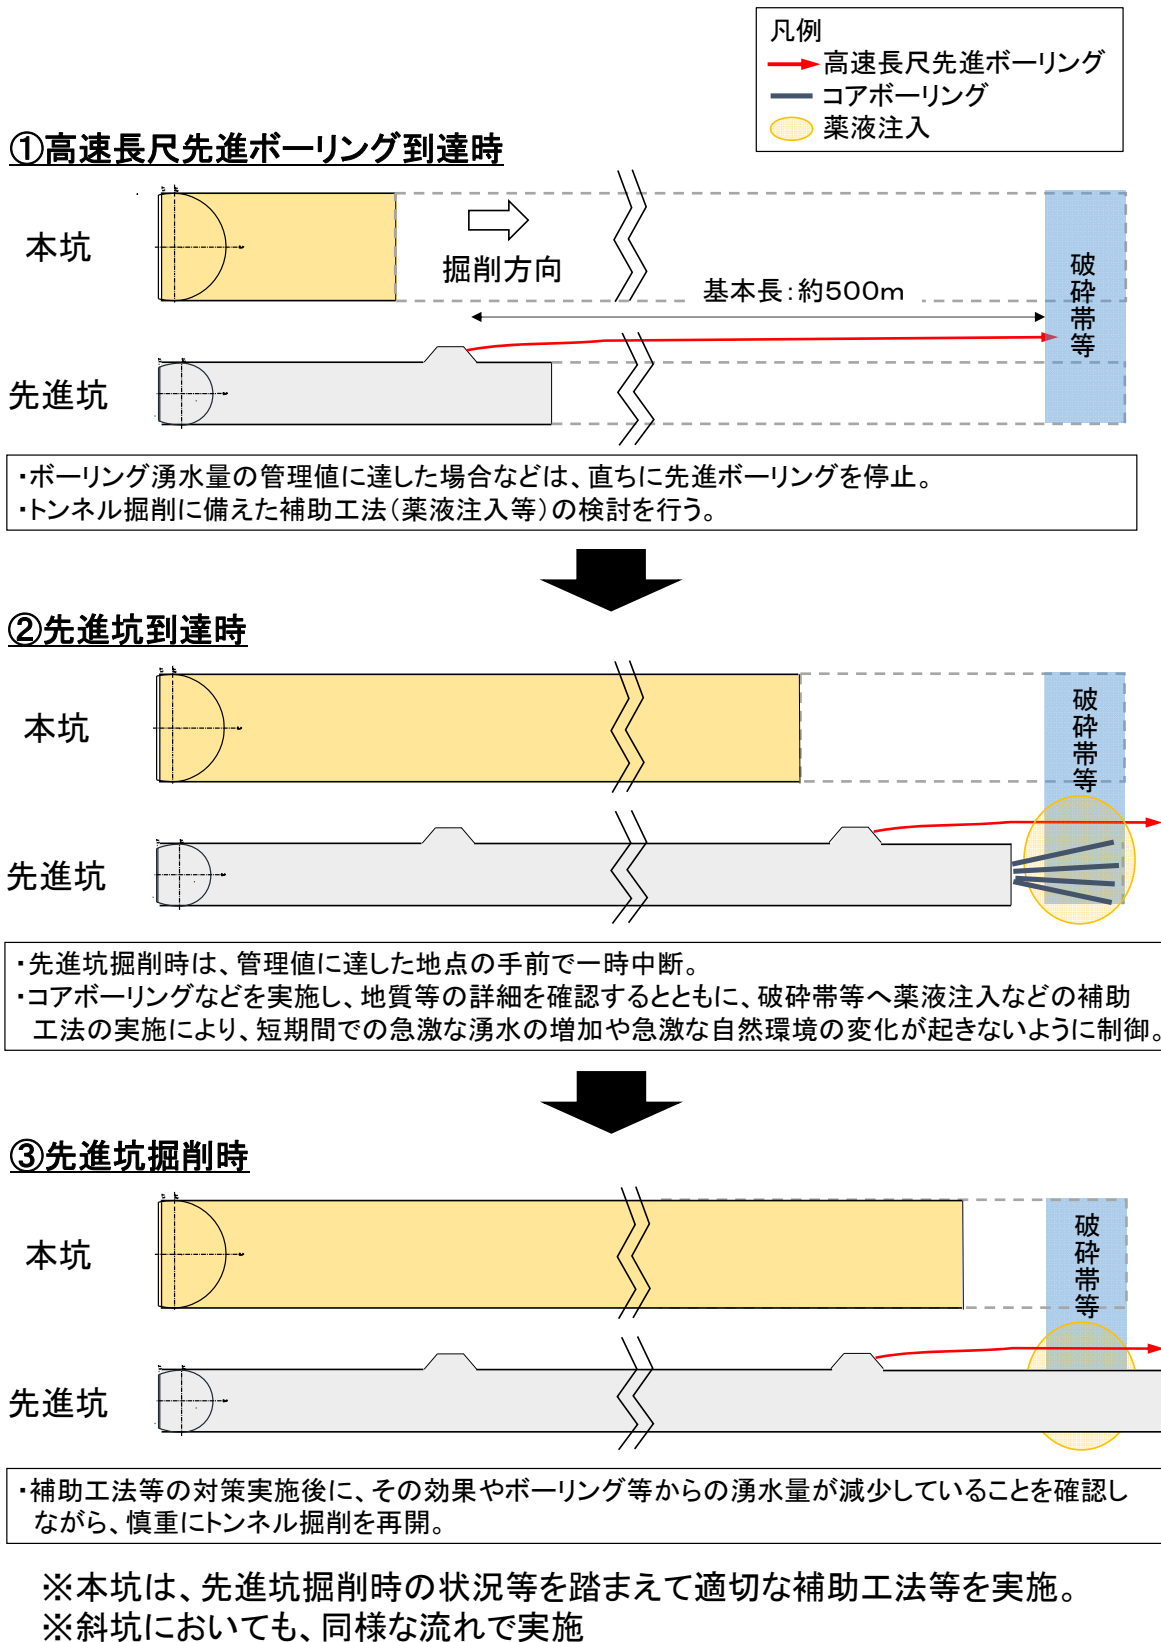 凡例
高速長尺先進ボーリング
コアボーリング
薬液注入
①高速長尺先進ボーリング到達時
本坑
掘削方向
基本長：約500m
破砕帯等
先進坑
・ボーリング湧水量の管理値に達した場合などは、直ちに先進ボーリングを停止。
・トンネル掘削に備えた補助工法（薬液注入等）の検討を行う。
②先進坑到達時
本坑
破砕帯等
先進坑
・先進坑掘削時は、管理値に達した地点の手前で一時中断。
・コアボーリングなどを実施し、地質等の詳細を確認するとともに、破砕帯等へ薬液注入などの補助
工法の実施により、短期間での急激な湧水の増加や急激な自然環境の変化が起きないように制御。
③先進坑掘削時
本坑
破砕帯等
先進坑
・補助工法等の対策実施後に、その効果やボーリング等からの湧水量が減少していることを確認し
ながら、慎重にトンネル掘削を再開。
※本坑は、先進坑掘削時の状況等を踏まえて適切な補助工法等を実施。
※斜坑においても、同様な流れで実施